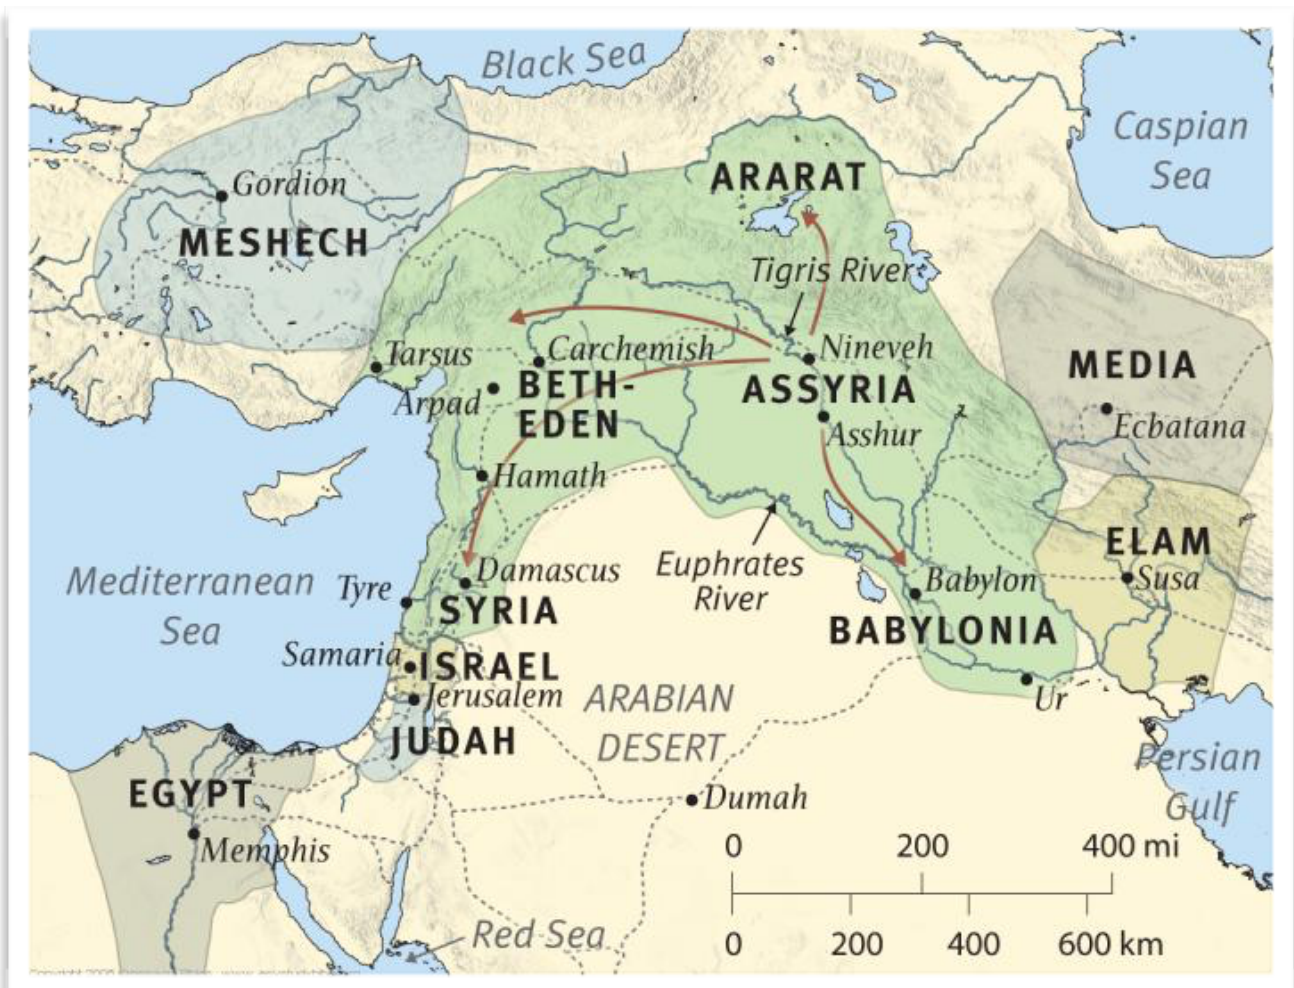 Black Sea
Caspian
Sea
ARARAT
Gordion
MESHECH
Tigris River
Tarsus
Carchemish
Nineveh
MEDIA
BETH-
EDEN
ASSYRIA
Arpad
Asshur
Ecbatana
Hamath
ELAM
Mediterranean
Sea
Tyre
Damascus
Euphrates
River
Babylon
Susa
SYRIA
BABYLONIA
Samaria
ISRAEL
Jerusalem
ARABIAN
DESERT
Ur
JUDAH
Persian
Gulf
EGYPT
Dumah
Memphis
0 200 400 mi
0 200 400 600 km
Red Sea